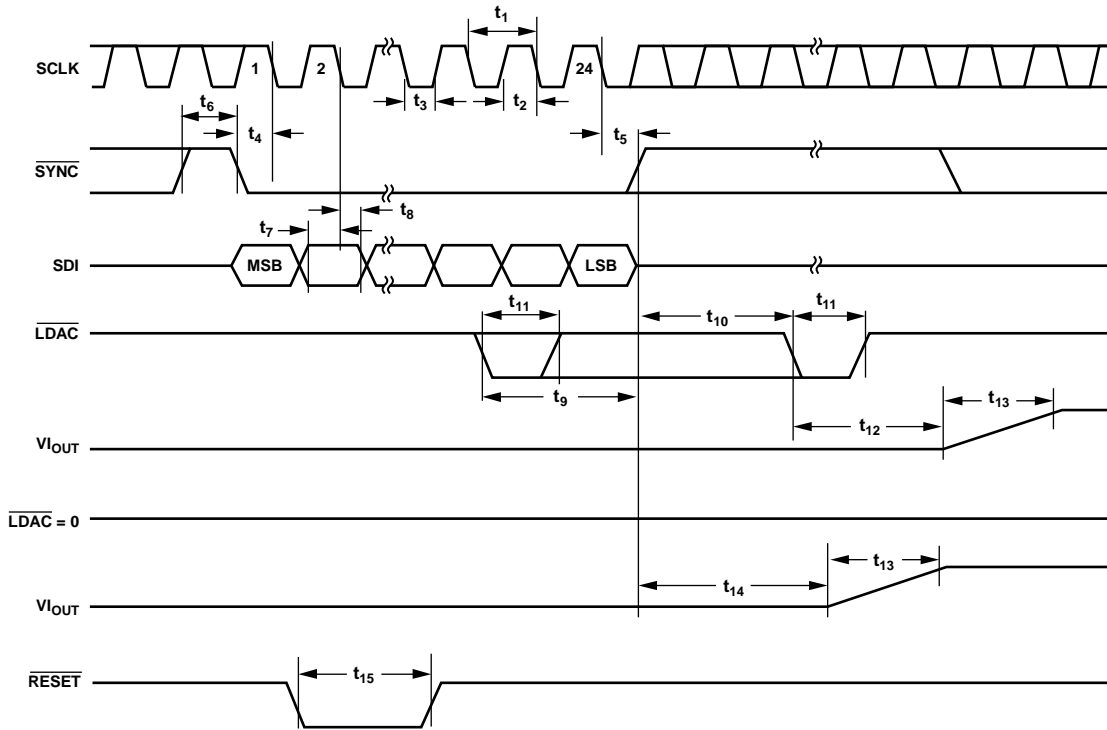 t1
SCLK
1
2
24
t3
t2
t6
t4
t5
SYNC
t8
t7
SDI
MSB
LSB
t11
t10
t11
LDAC
t9
t13
t12
VIOUT
LDAC = 0
t13
t14
VIOUT
t15
RESET